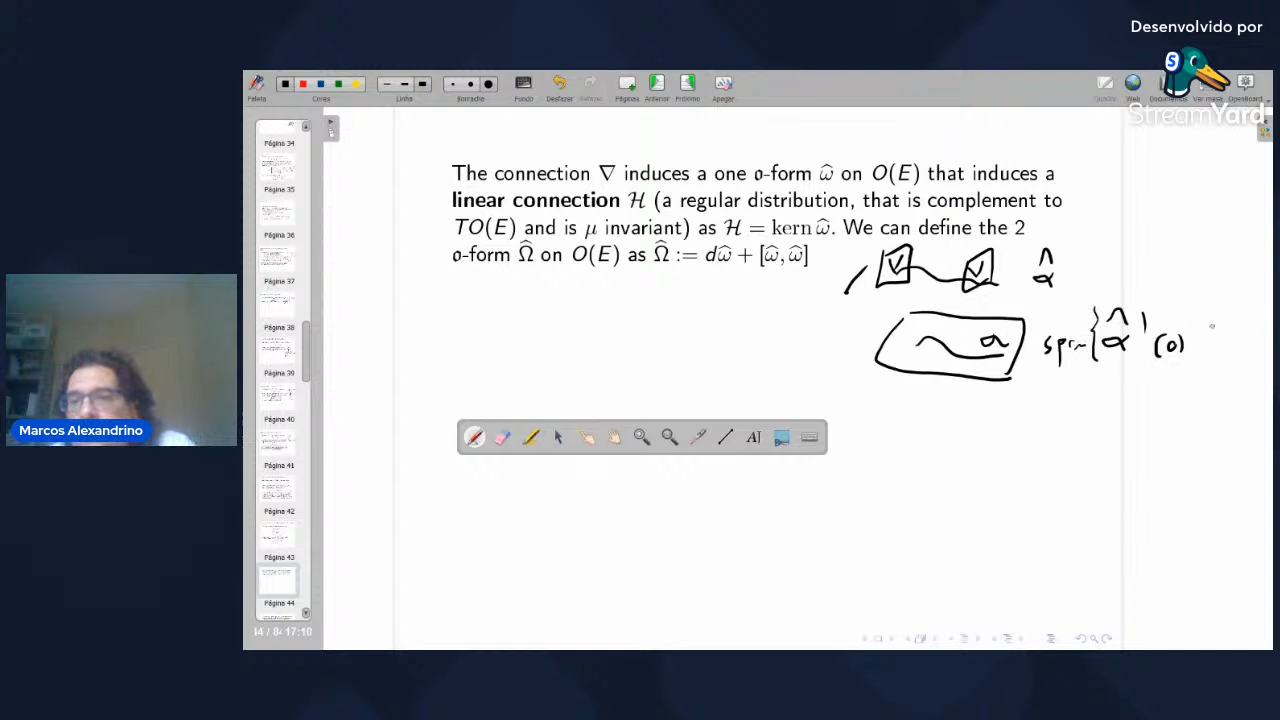 Desenvolvido por
S
StreamYard
Paleta Cores Linha Borracha Fundo Desfazer Refazer Páginas Anterior Próximo Apagar Quadro Web Documentos OpenBoard
Página 34
Página 35
Página 36
Página 37
Página 38
Página 39
Página 40
Página 41
Página 42
Página 43
Página 44
17:10
The connection ∇ induces a one 𝔬-form ω̂ on O(E) that induces a
linear connection ℋ (a regular distribution, that is complement to
TO(E) and is μ invariant) as ℋ = kern ω̂. We can define the 2
𝔬-form Ω̂ on O(E) as Ω̂ := dω̂ + [ω̂, ω̂]
α̂
α
{ α̂' (0)
A
Marcos Alexandrino